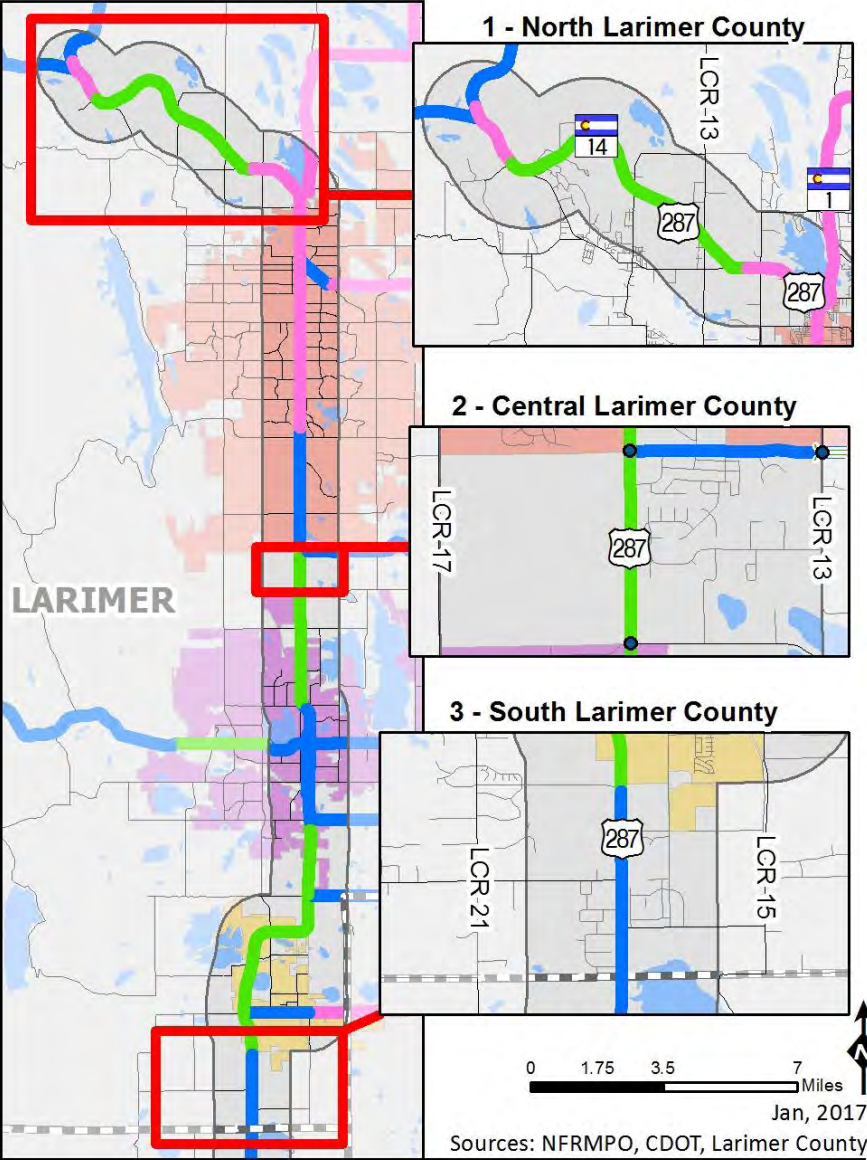 1 - North Larimer County
LCR-13
14
1
287
287
2 - Central Larimer County
LCR-17
287
LCR-13
LARIMER
3 - South Larimer County
287
LCR-21
LCR-15
N
0 1.75 3.5 7
Miles
Jan, 2017
Sources: NFRMPO, CDOT, Larimer County